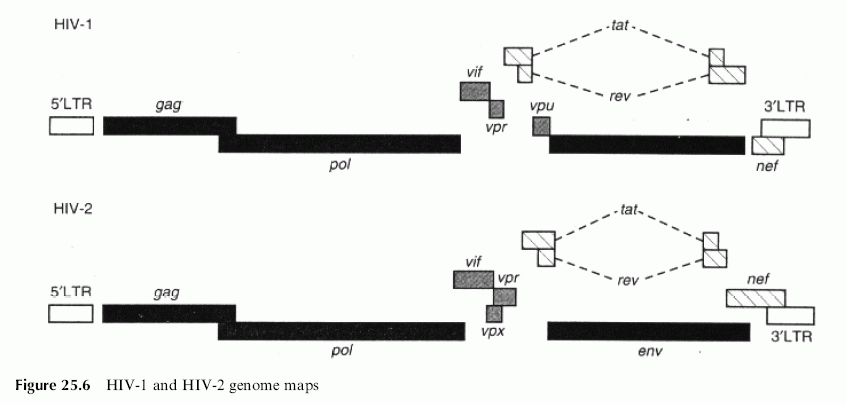 HIV-1
tat
vif
rev
5'LTR
gag
vpu
3'LTR
vpr
pol
nef
HIV-2
tat
vif
vpr
rev
nef
5'LTR
gag
vpx
3'LTR
pol
env
Figure 25.6 HIV-1 and HIV-2 genome maps